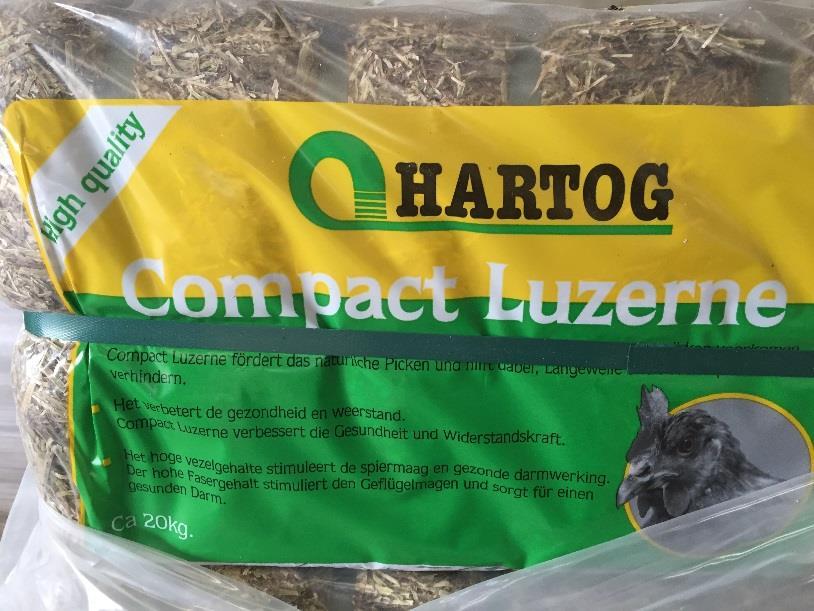 High quality
HARTOG
Compact Luzerne
Compact Luzerne fördert das natürliche Picken und hilft dabei, Langeweile
verhindern.
Het verbetert de gezondheid en weerstand.
Compact Luzerne verbessert die Gesundheit und Widerstandskraft.
Het hoge vezelgehalte stimuleert de spiermaag en gezonde darmwerking.
Der hohe Fasergehalt stimuliert den Geflügelmagen und sorgt für einen
gesunden Darm.
Ca 20kg.